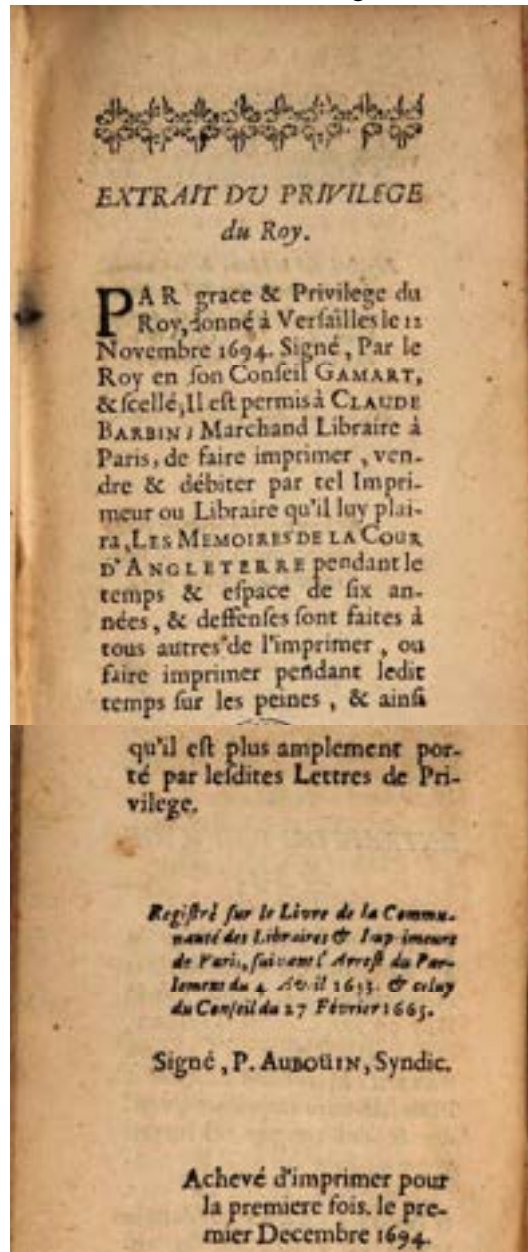 EXTRAIT DU PRIVILEGE
du Roy.
PAR grace & Privilege du
Roy, donné à Versailles le 12
Novembre 1694. Signé, Par le
Roy en son Conseil GAMART,
& scellé, Il est permis à CLAUDE
BARBIN, Marchand Libraire à
Paris, de faire imprimer, ven-
dre & débiter par tel Impri-
meur ou Libraire qu'il luy plai-
ra, LES MEMOIRES DE LA COUR
D'ANGLETERRE pendant le
temps & espace de six an-
nées, & deffenses sont faites à
tous autres de l'imprimer, ou
faire imprimer pendant ledit
temps sur les peines, & ainsi
qu'il est plus amplement por-
té par lesdites Lettres de Pri-
vilege.
Registré sur le Livre de la Commu-
nauté des Libraires & Imprimeurs
de Paris, suivant l'Arrest du Par-
lement du 4 Avril 1653. & celuy
du Conseil du 27 Février 1665.
Signé, P. AUBOÜIN, Syndic.
Achevé d'imprimer pour
la premiere fois. le pre-
mier Decembre 1694.